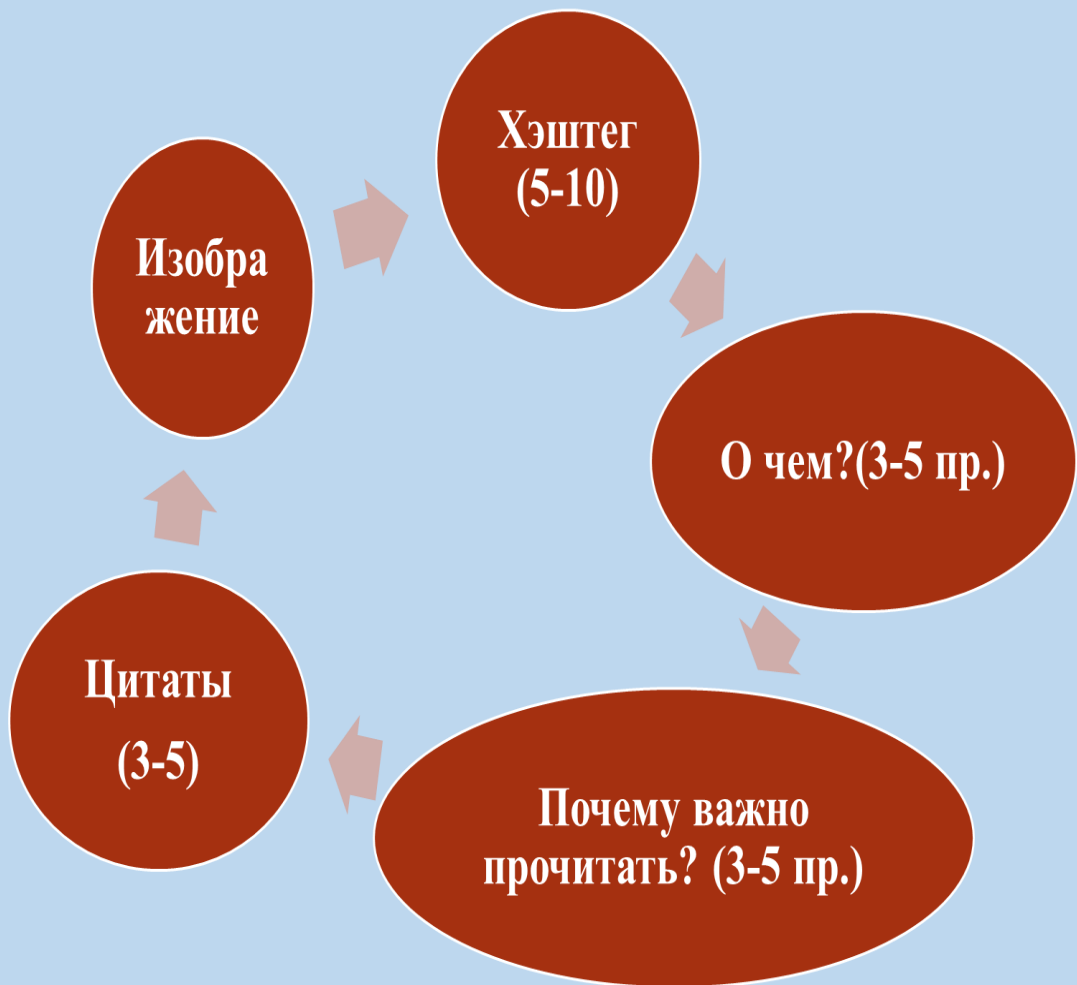 Хэштег
(5-10)
Изобра
жение
О чем?(3-5 пр.)
Цитаты
(3-5)
Почему важно
прочитать? (3-5 пр.)